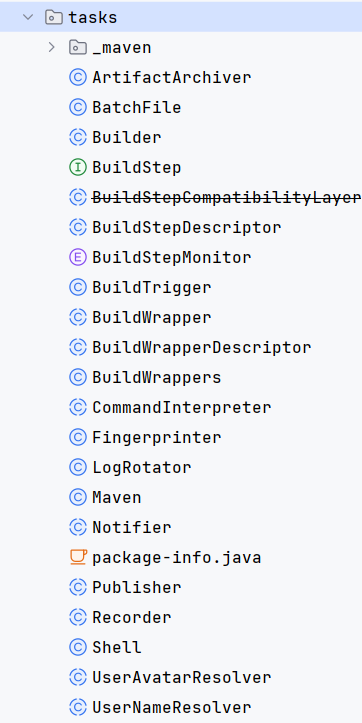 tasks
_maven
C ArtifactArchiver
C BatchFile
C Builder
I BuildStep
C BuildStepCompatibilityLayer
C BuildStepDescriptor
E BuildStepMonitor
C BuildTrigger
C BuildWrapper
C BuildWrapperDescriptor
C BuildWrappers
C CommandInterpreter
C Fingerprinter
C LogRotator
C Maven
C Notifier
package-info.java
C Publisher
C Recorder
C Shell
C UserAvatarResolver
C UserNameResolver